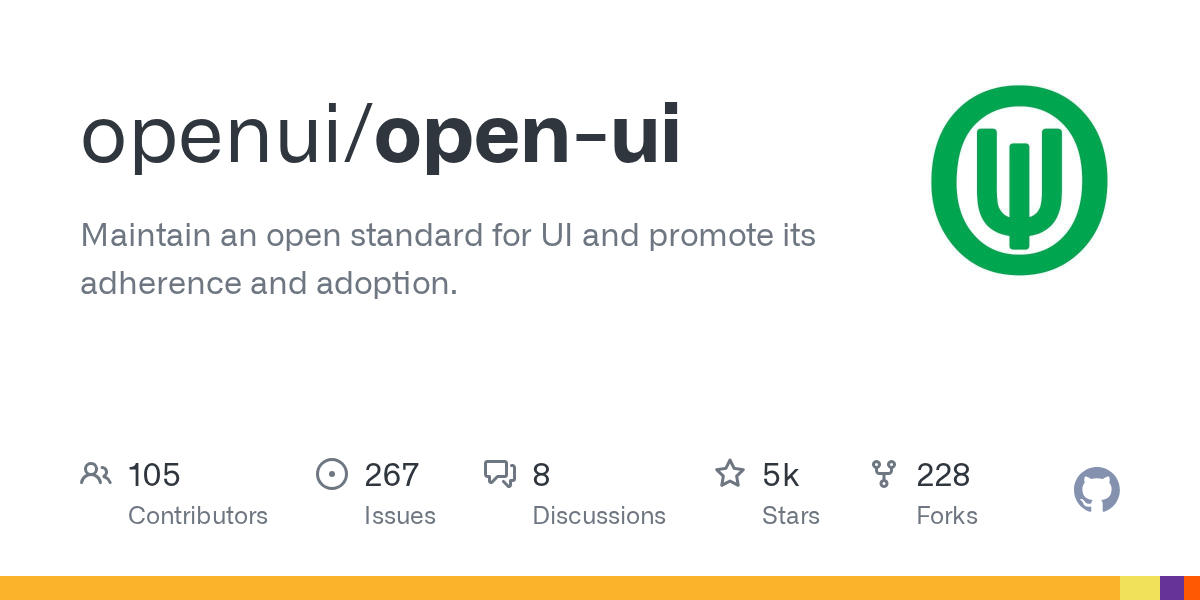 openui/open-ui
Maintain an open standard for UI and promote its
adherence and adoption.
105 267 8 5k 228
Contributors Issues Discussions Stars Forks